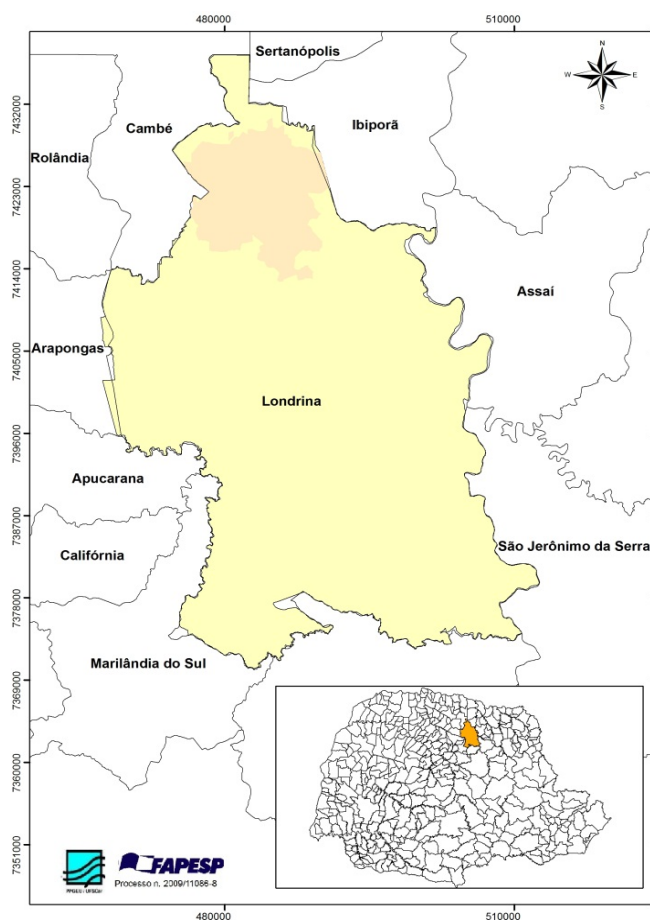 480000
510000
Sertanópolis
N
W
E
S
7432000
Cambé
Ibiporã
Rolândia
7423000
7414000
Assaí
Arapongas
7405000
Londrina
7396000
Apucarana
7387000
São Jerônimo da Serra
Califórnia
7378000
Marilândia do Sul
7369000
7360000
7351000
FAPESP
Processo n. 2009/11086-8
480000
510000